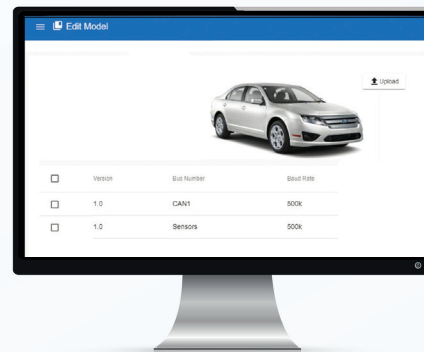 Edit Model
Upload
Version Bus Number Baud Rate
1.0 CAN1 500k
1.0 Sensors 500k